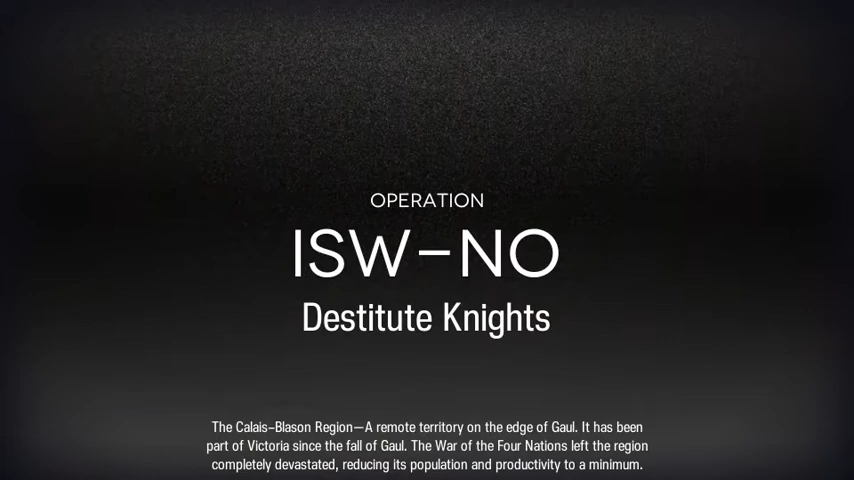 OPERATION
ISW-NO
Destitute Knights
The Calais-Blason Region—A remote territory on the edge of Gaul. It has been
part of Victoria since the fall of Gaul. The War of the Four Nations left the region
completely devastated, reducing its population and productivity to a minimum.